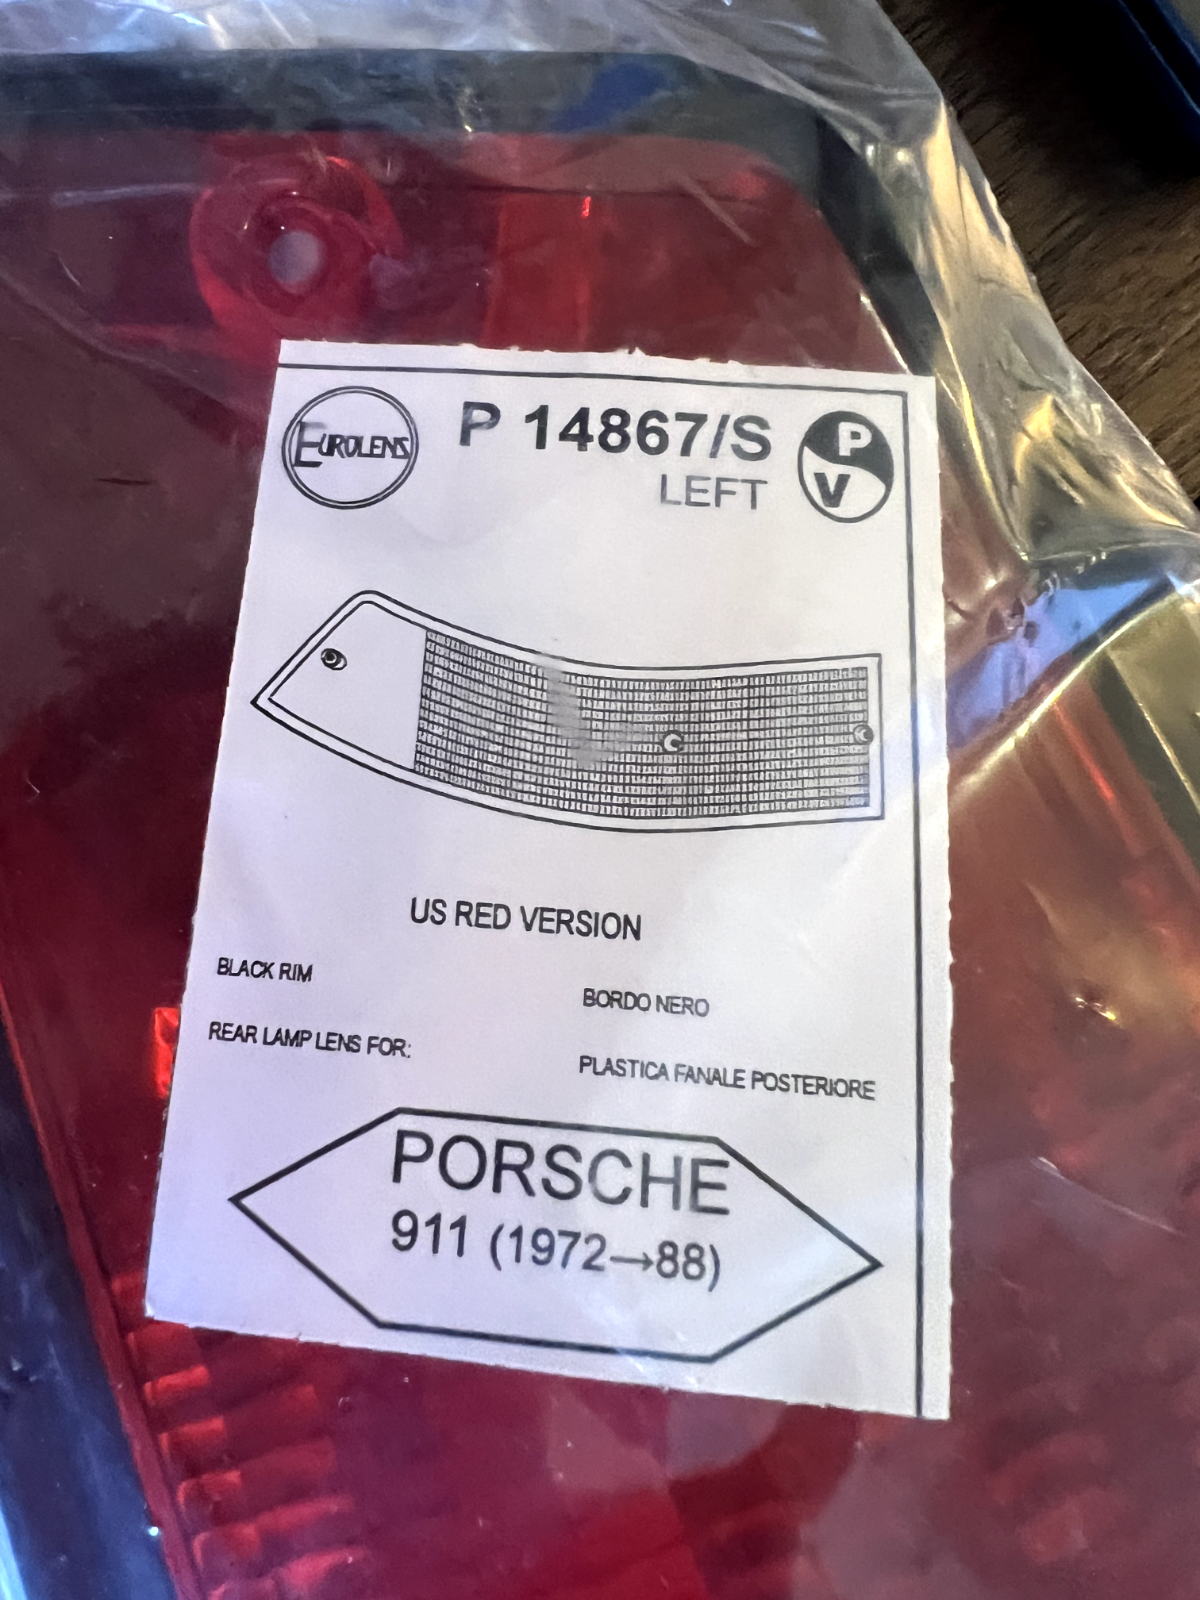 EUROLENS
P 14867/S
LEFT
P
V
US RED VERSION
BLACK RIM
BORDO NERO
REAR LAMP LENS FOR:
PLASTICA FANALE POSTERIORE
PORSCHE
911 (1972→88)